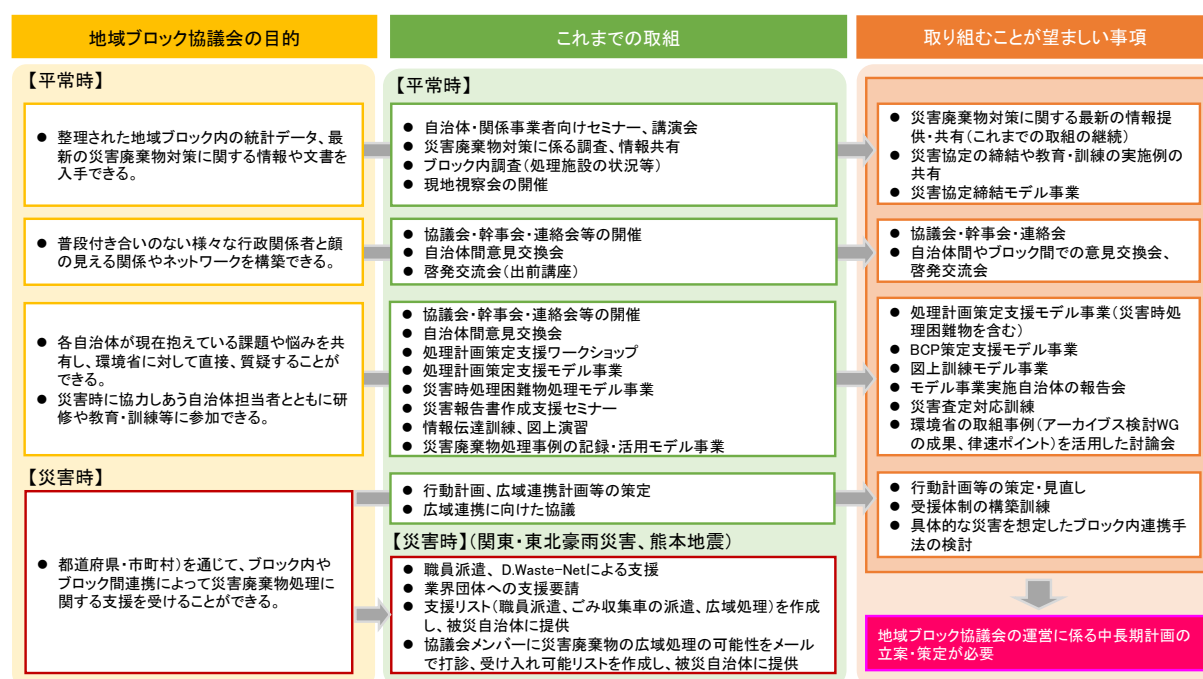 地域ブロック協議会の目的
【平常時】
● 整理された地域ブロック内の統計データ、最
新の災害廃棄物対策に関する情報や文書を
入手できる。
● 普段付き合いのない様々な行政関係者と顔
の見える関係やネットワークを構築できる。
● 各自治体が現在抱えている課題や悩みを共
有し、環境省に対して直接、質疑することが
できる。
● 災害時に協力しあう自治体担当者とともに研
修や教育・訓練等に参加できる。
【災害時】
● 都道府県・市町村）を通じて、ブロック内や
ブロック間連携によって災害廃棄物処理に
関する支援を受けることができる。
これまでの取組
【平常時】
● 自治体・関係事業者向けセミナー、講演会
● 災害廃棄物対策に係る調査、情報共有
● ブロック内調査（処理施設の状況等）
● 現地視察会の開催
● 協議会・幹事会・連絡会等の開催
● 自治体間意見交換会
● 啓発交流会（出前講座）
● 協議会・幹事会・連絡会等の開催
● 自治体間意見交換会
● 処理計画策定支援ワークショップ
● 処理計画策定支援モデル事業
● 災害時処理困難物処理モデル事業
● 災害報告書作成支援セミナー
● 情報伝達訓練、図上演習
● 災害廃棄物処理事例の記録・活用モデル事業
● 行動計画、広域連携計画等の策定
● 広域連携に向けた協議
【災害時】（関東・東北豪雨災害、熊本地震）
● 職員派遣、 D.Waste-Netによる支援
● 業界団体への支援要請
● 支援リスト（職員派遣、ごみ収集車の派遣、広域処理）を作成
し、被災自治体に提供
● 協議会メンバーに災害廃棄物の広域処理の可能性をメール
で打診、受け入れ可能リストを作成し、被災自治体に提供
取り組むことが望ましい事項
● 災害廃棄物対策に関する最新の情報提
供・共有（これまでの取組の継続）
● 災害協定の締結や教育・訓練の実施例の
共有
● 災害協定締結モデル事業
● 協議会・幹事会・連絡会
● 自治体間やブロック間での意見交換会、
啓発交流会
● 処理計画策定支援モデル事業（災害時処
理困難物を含む）
● BCP策定支援モデル事業
● 図上訓練モデル事業
● モデル事業実施自治体の報告会
● 災害査定対応訓練
● 環境省の取組事例（アーカイブス検討WG
の成果、律速ポイント）を活用した討論会
● 行動計画等の策定・見直し
● 受援体制の構築訓練
● 具体的な災害を想定したブロック内連携手
法の検討
地域ブロック協議会の運営に係る中長期計画の
立案・策定が必要